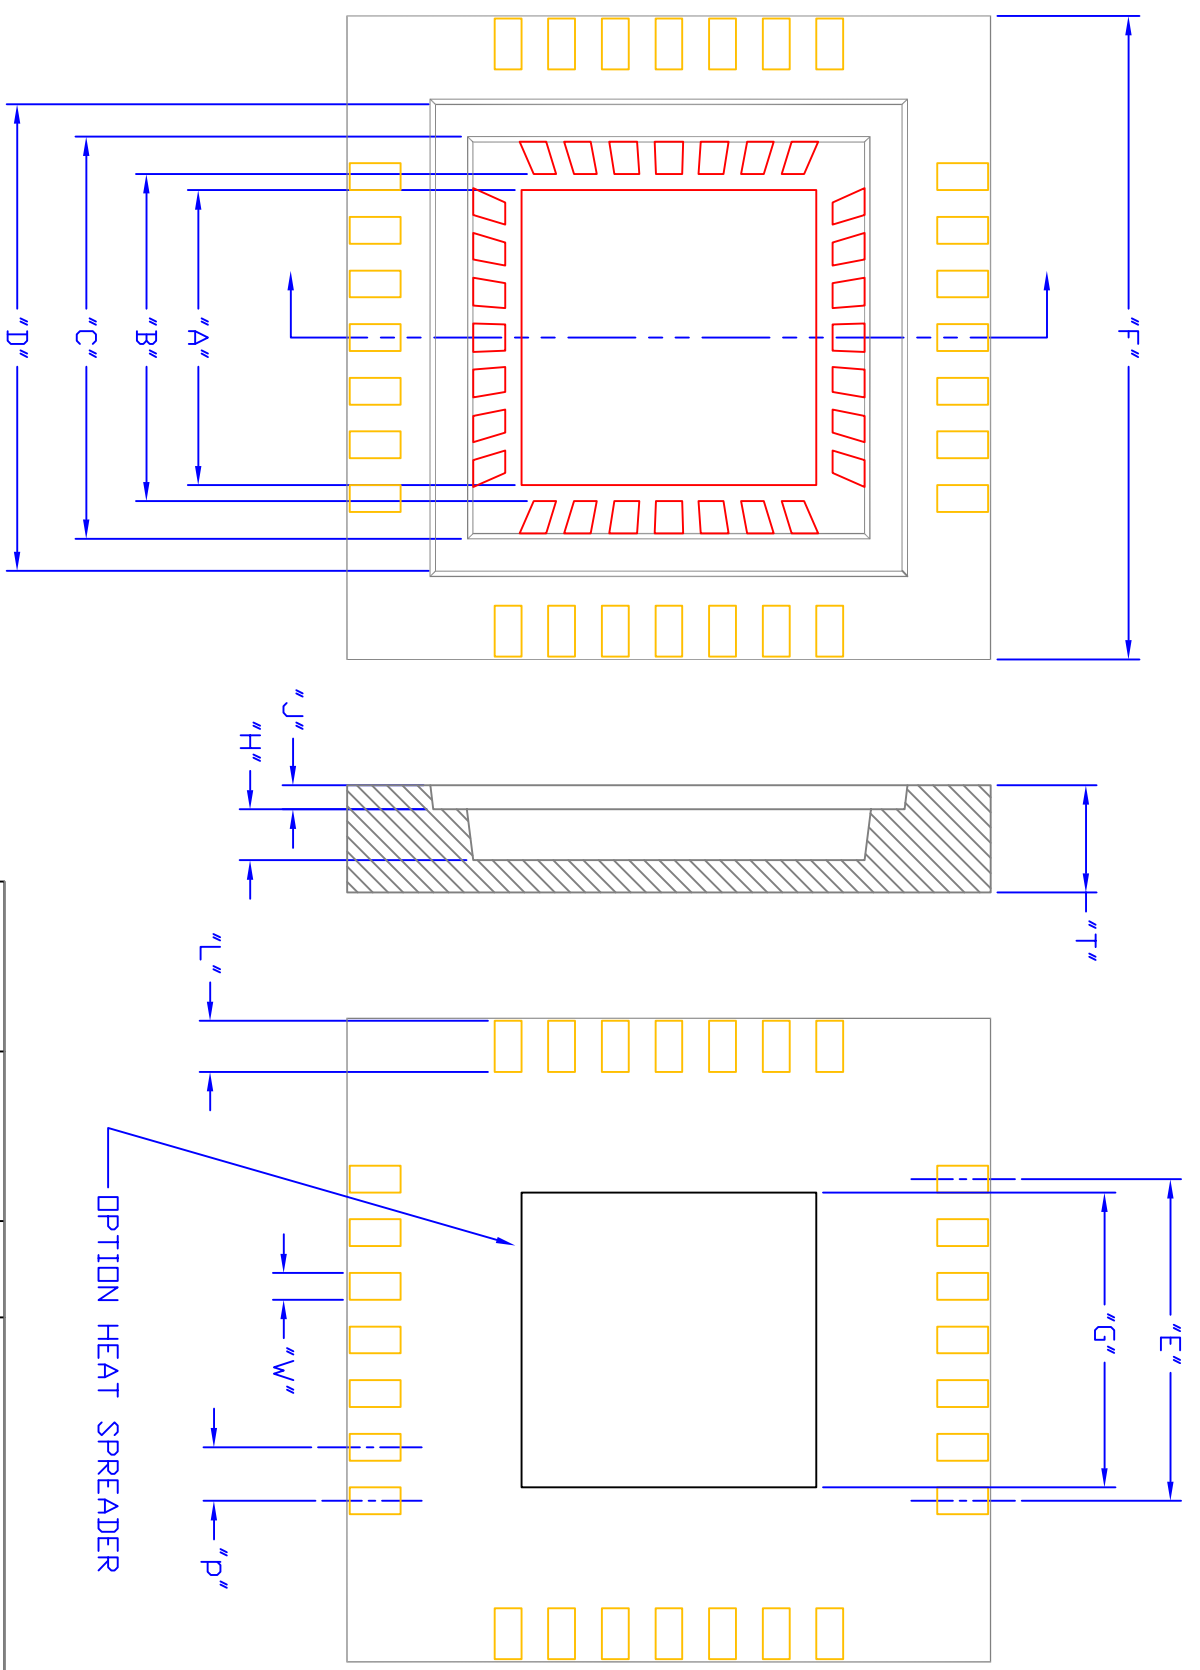 "F"
"A"
"B"
"C"
"D"
"J"
"H"
"T"
"L"
"E"
"G"
"W"
"P"
OPTION HEAT SPREADER